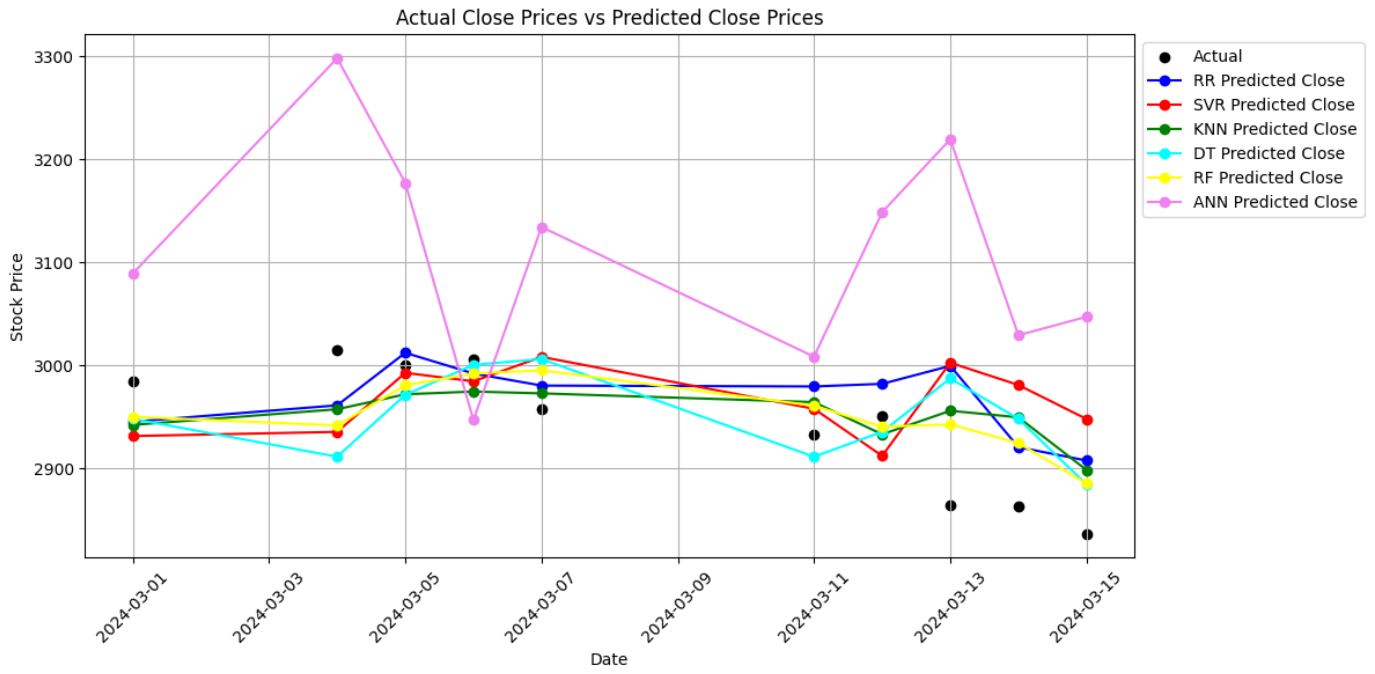 Actual Close Prices vs Predicted Close Prices
Actual
RR Predicted Close
SVR Predicted Close
KNN Predicted Close
DT Predicted Close
RF Predicted Close
ANN Predicted Close
Stock Price
3300
3200
3100
3000
2900
2024-03-01
2024-03-03
2024-03-05
2024-03-07
2024-03-09
2024-03-11
2024-03-13
2024-03-15
Date